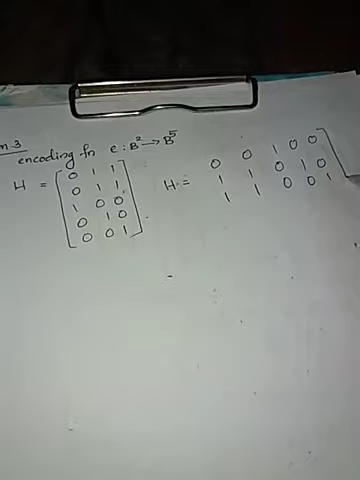 n.3
encoding fn e : B² → B⁵
H = [ 0 1 1
0 1 1
1 0 0
0 1 0
0 0 1 ]
H = 0 0 1 0 0 ]
1 1 0 1 0
1 1 0 0 1